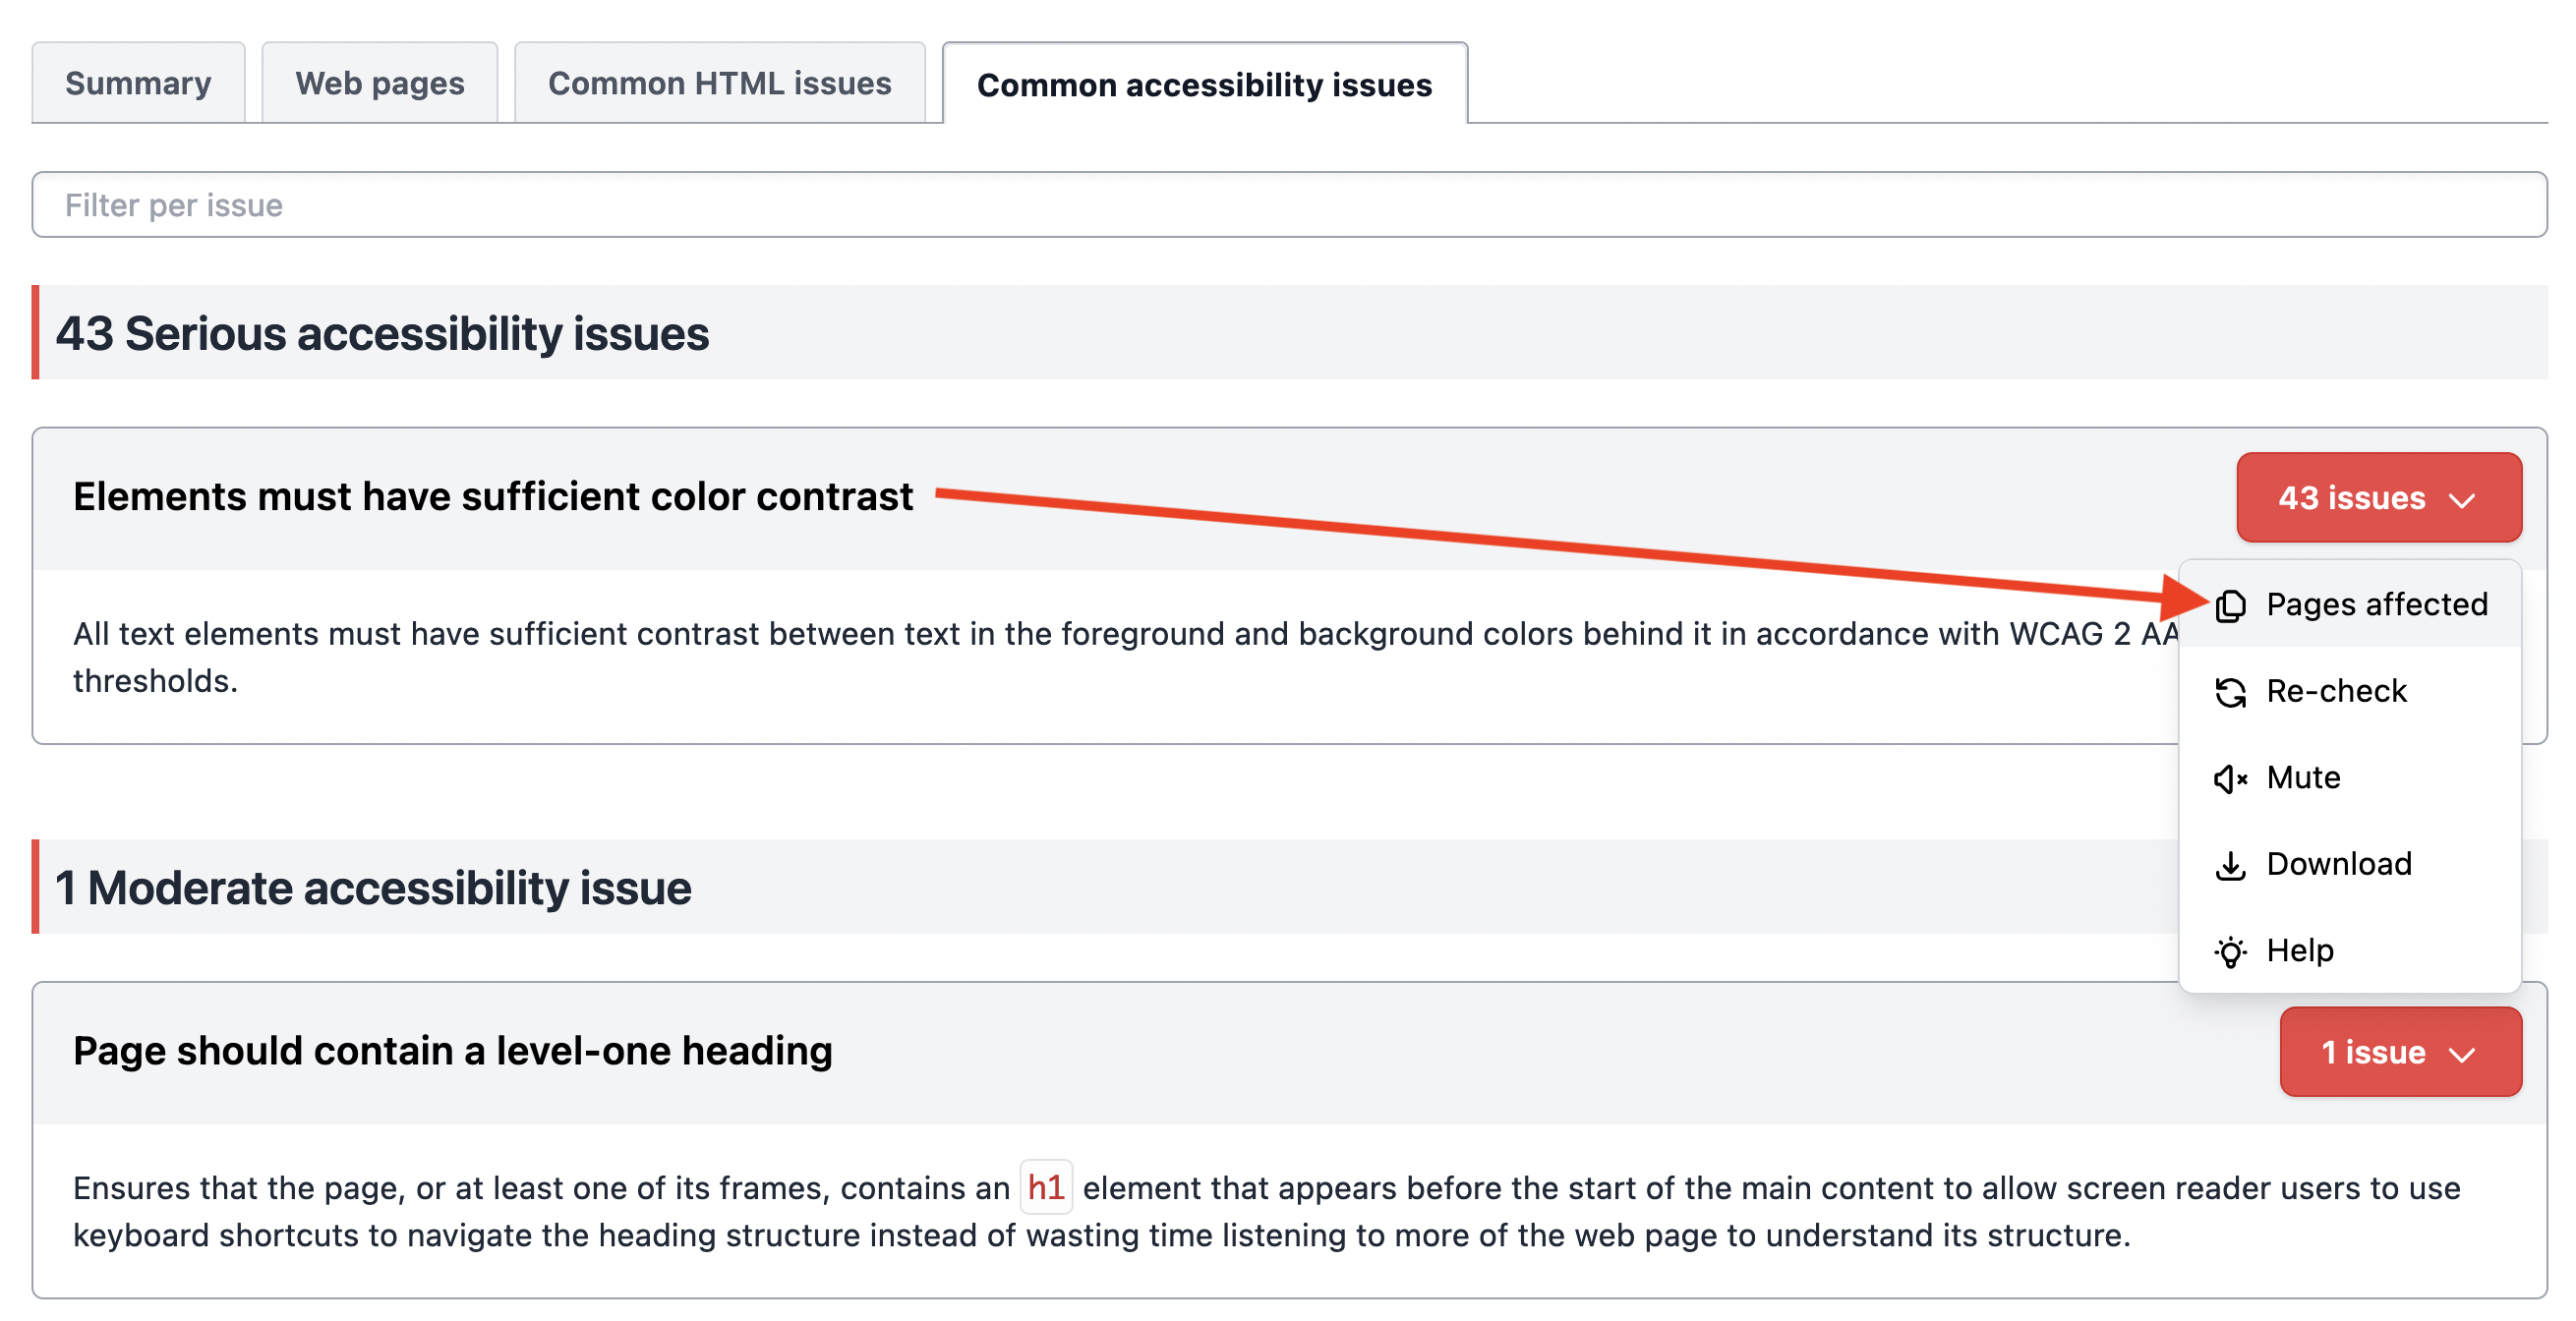 Summary
Web pages
Common HTML issues
Common accessibility issues
Filter per issue
43 Serious accessibility issues
Elements must have sufficient color contrast
43 issues
All text elements must have sufficient contrast between text in the foreground and background colors behind it in accordance with WCAG 2 AA
thresholds.
Pages affected
Re-check
Mute
Download
Help
1 Moderate accessibility issue
Page should contain a level-one heading
1 issue
Ensures that the page, or at least one of its frames, contains an h1 element that appears before the start of the main content to allow screen reader users to use
keyboard shortcuts to navigate the heading structure instead of wasting time listening to more of the web page to understand its structure.